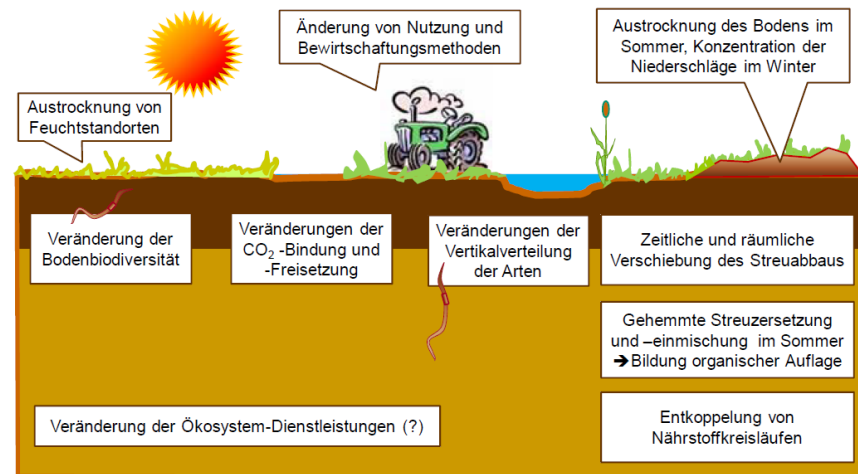 Änderung von Nutzung und
Bewirtschaftungsmethoden
Austrocknung des Bodens im
Sommer, Konzentration der
Niederschläge im Winter
Austrocknung von
Feuchtstandorten
Veränderung der
Bodenbiodiversität
Veränderungen der
CO₂ -Bindung und
-Freisetzung
Veränderungen der
Vertikalverteilung
der Arten
Zeitliche und räumliche
Verschiebung des Streuabbaus
Gehemmte Streuzersetzung
und –einmischung im Sommer
➔Bildung organischer Auflage
Veränderung der Ökosystem-Dienstleistungen (?)
Entkoppelung von
Nährstoffkreisläufen